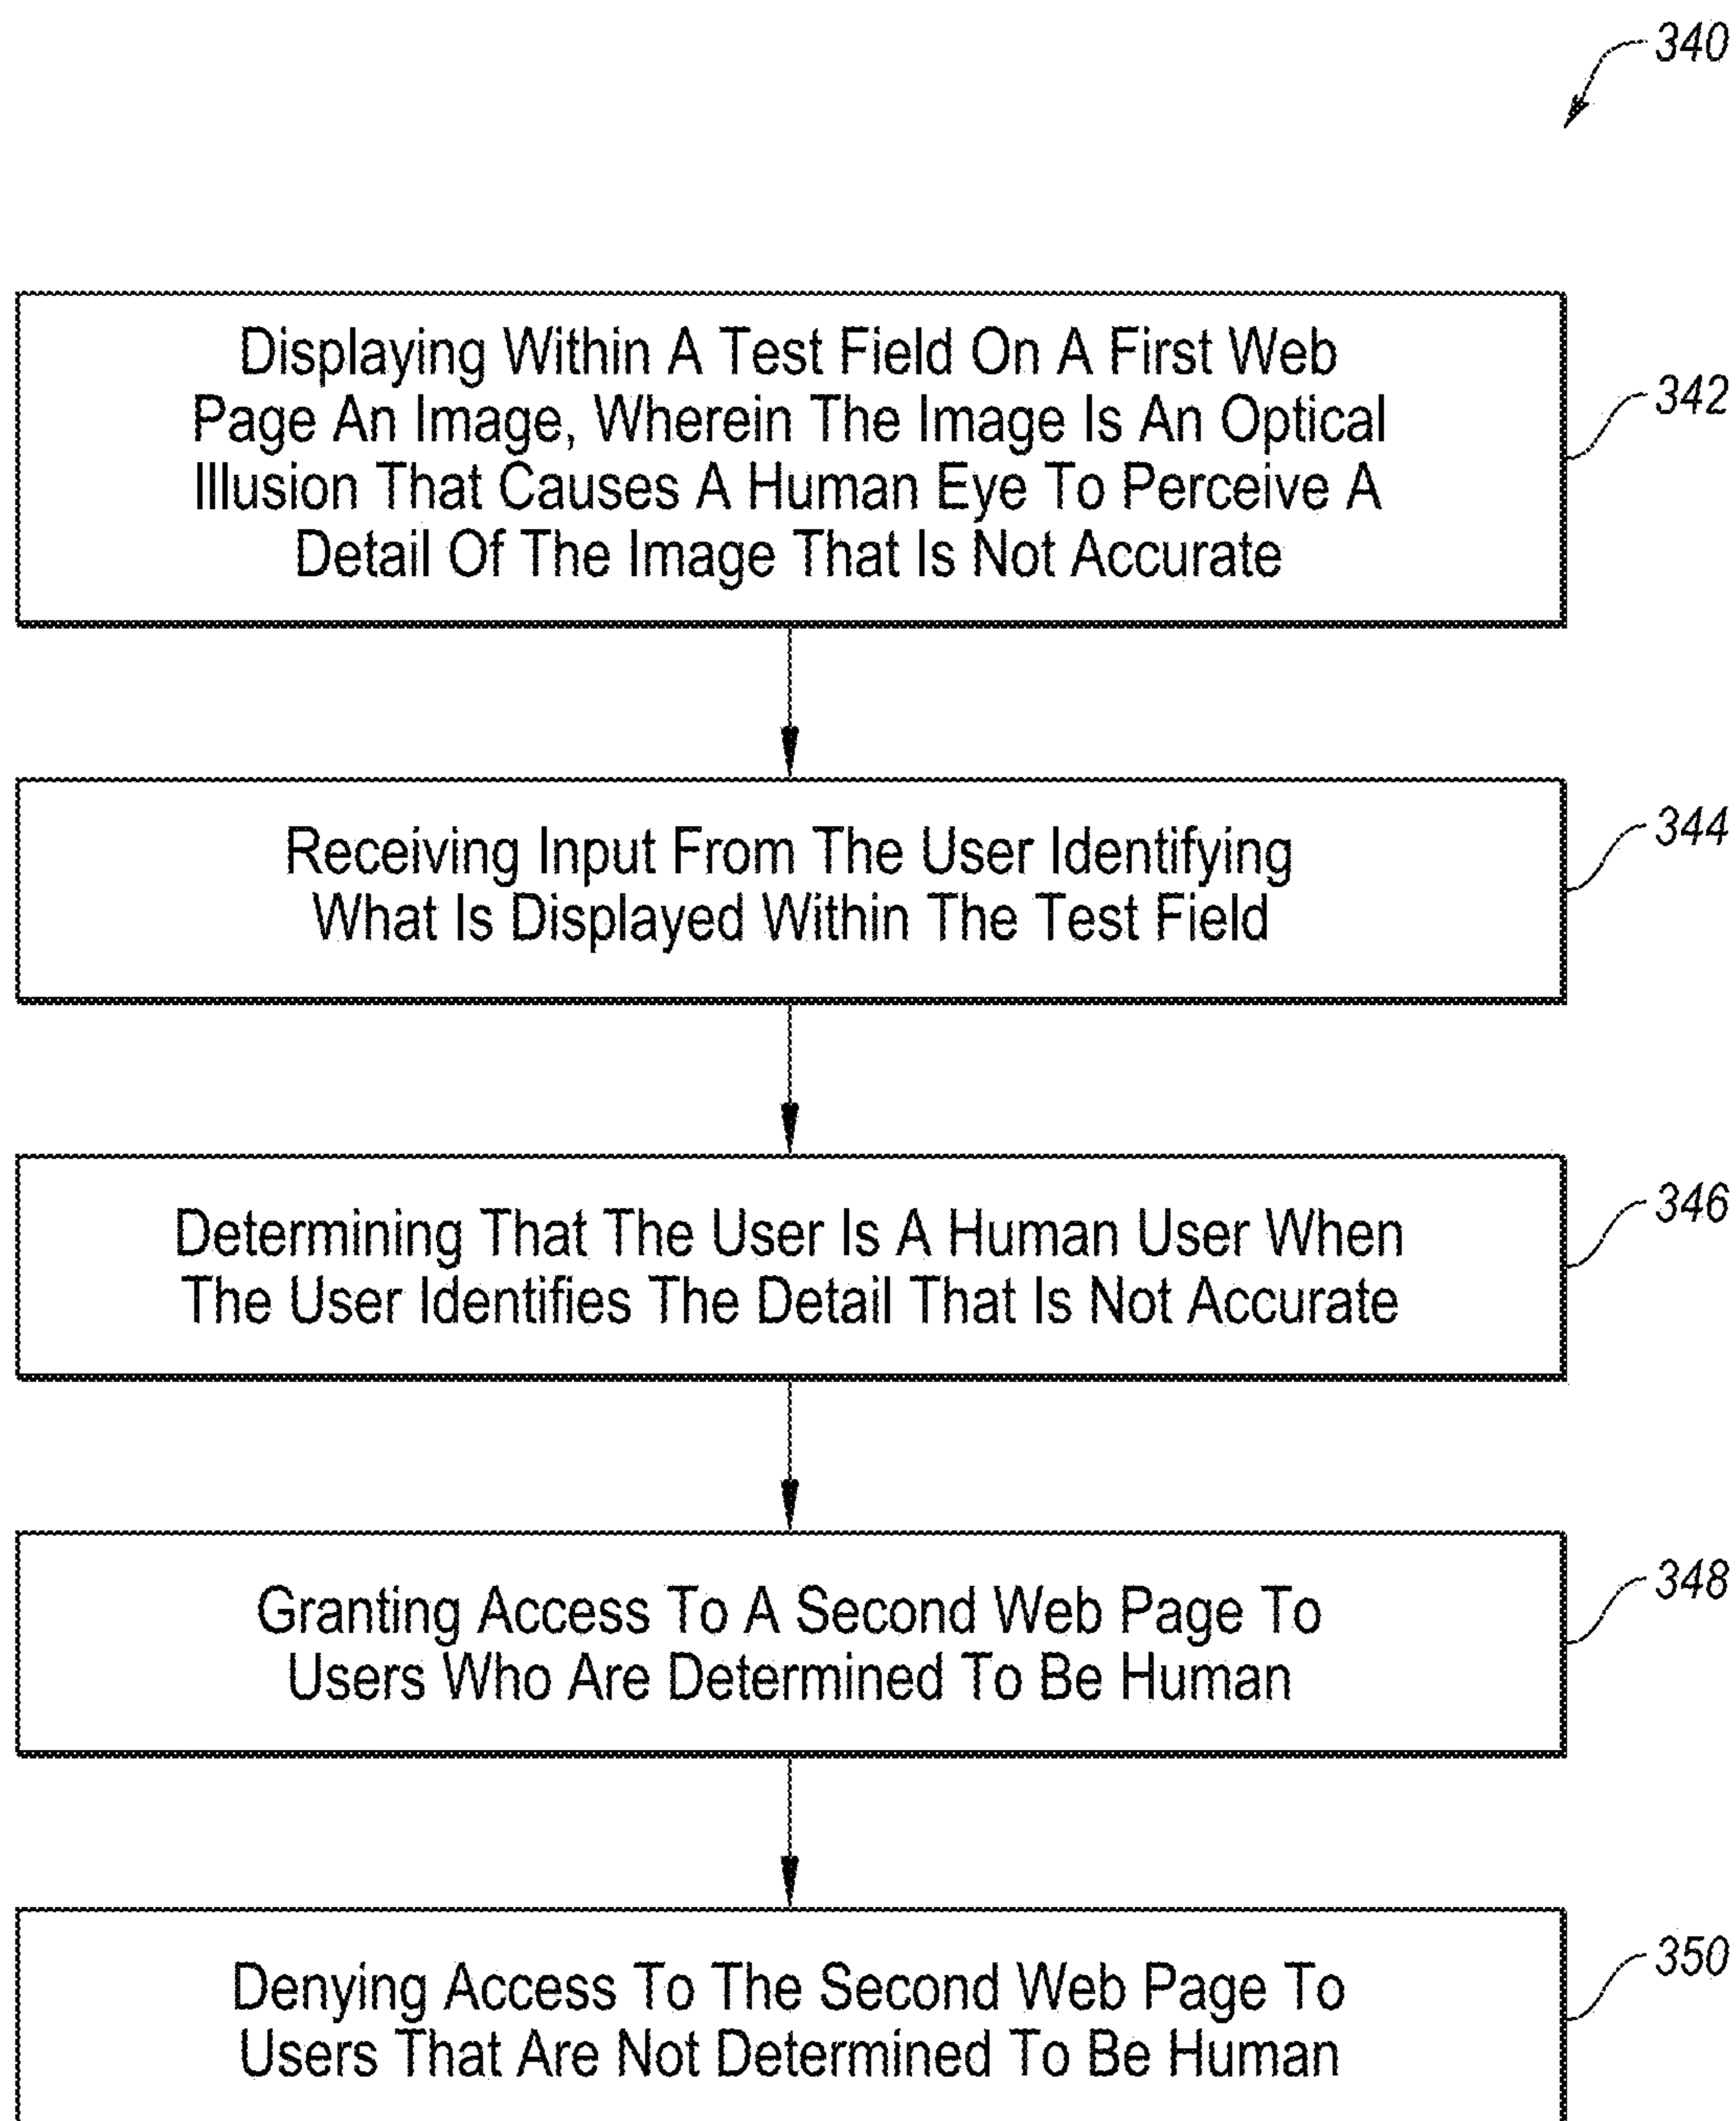 340
Displaying Within A Test Field On A First Web
Page An Image, Wherein The Image Is An Optical
Illusion That Causes A Human Eye To Perceive A
Detail Of The Image That Is Not Accurate
342
Receiving Input From The User Identifying
What Is Displayed Within The Test Field
344
Determining That The User Is A Human User When
The User Identifies The Detail That Is Not Accurate
346
Granting Access To A Second Web Page To
Users Who Are Determined To Be Human
348
Denying Access To The Second Web Page To
Users That Are Not Determined To Be Human
350